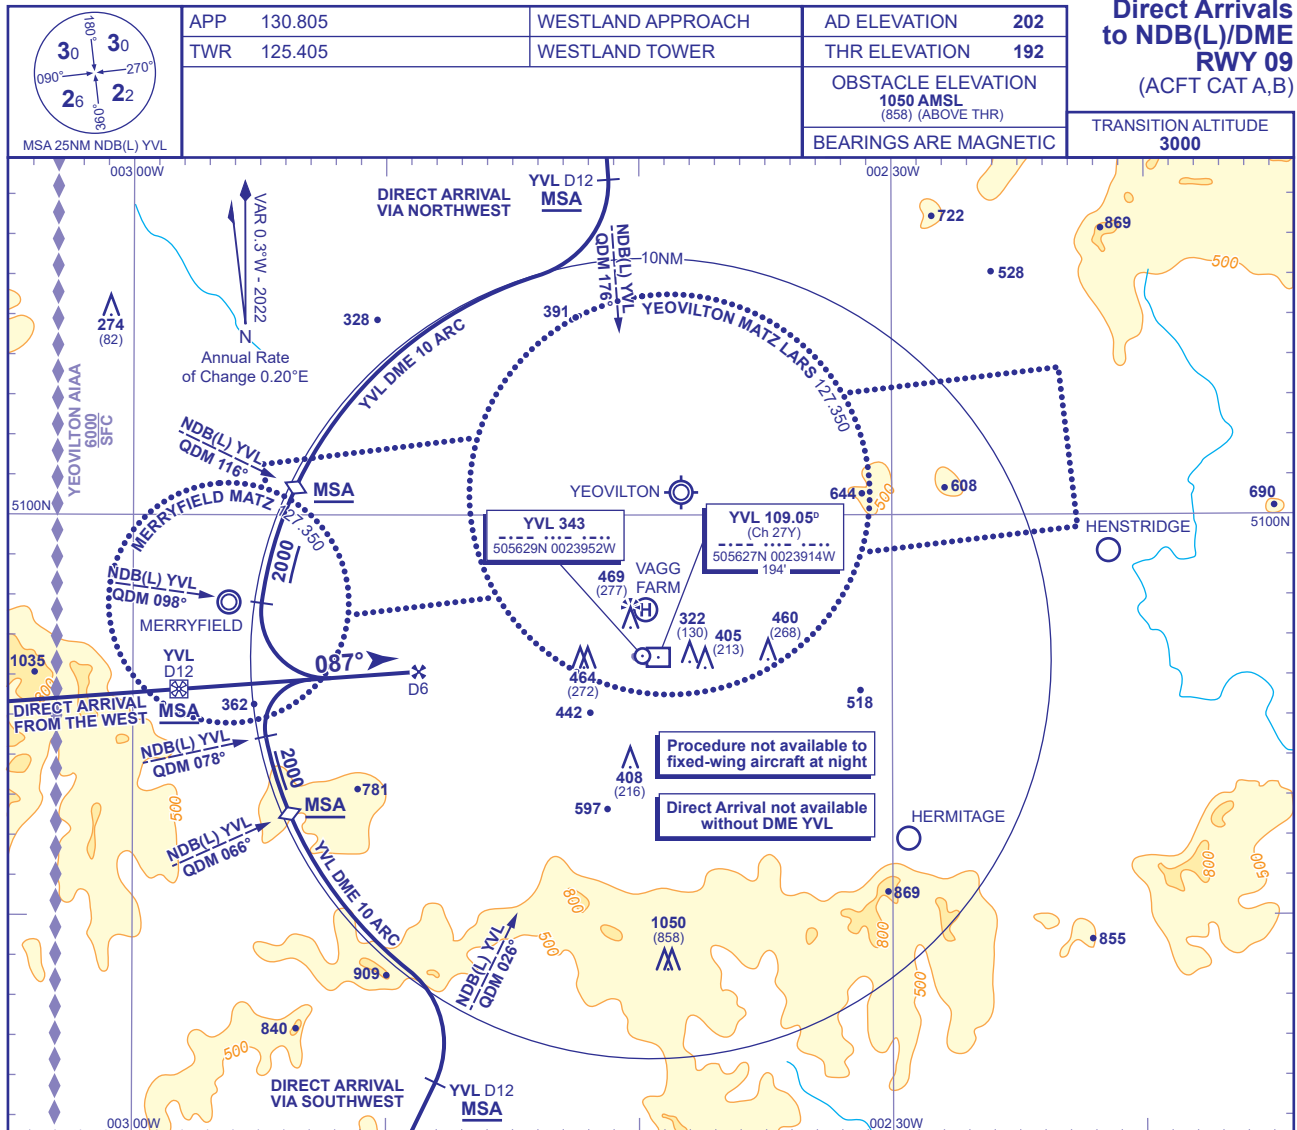 180°
30
30
090°
270°
26
22
360°
MSA 25NM NDB(L) YVL
APP 130.805
WESTLAND APPROACH
TWR 125.405
WESTLAND TOWER
AD ELEVATION 202
THR ELEVATION 192
OBSTACLE ELEVATION
1050 AMSL
(858) (ABOVE THR)
BEARINGS ARE MAGNETIC
Direct Arrivals
to NDB(L)/DME
RWY 09
(ACFT CAT A,B)
TRANSITION ALTITUDE
3000
003 00W
002 30W
DIRECT ARRIVAL
VIA NORTHWEST
YVL D12
MSA
VAR 0.3°W - 2022
N
Annual Rate
of Change 0.20°E
NDB(L) YVL
QDM 176°
10NM
722
869
500
528
274
(82)
328
391
YEOVILTON MATZ LARS 127.350
YVL DME 10 ARC
YEOVILTON AIAA
6000
SFC
NDB(L) YVL
QDM 116°
MSA
MERRYFIELD MATZ 127.350
YEOVILTON
644
500
608
690
5100N
5100N
YVL 343
505629N 0023952W
YVL 109.05D
(Ch 27Y)
505627N 0023914W
194'
HENSTRIDGE
2000
NDB(L) YVL
QDM 098°
MERRYFIELD
469
(277)
VAGG
FARM
H
322
(130)
405
(213)
460
(268)
1035
800
YVL
D12
087°
D6
464
(272)
DIRECT ARRIVAL
FROM THE WEST
MSA
362
442
518
NDB(L) YVL
QDM 078°
2000
Procedure not available to
fixed-wing aircraft at night
408
(216)
781
500
MSA
597
Direct Arrival not available
without DME YVL
HERMITAGE
NDB(L) YVL
QDM 066°
YVL DME 10 ARC
800
500
800
869
800
500
1050
(858)
855
NDB(L) YVL
QDM 026°
909
500
840
500
DIRECT ARRIVAL
VIA SOUTHWEST
YVL D12
MSA
003 00W
002 30W